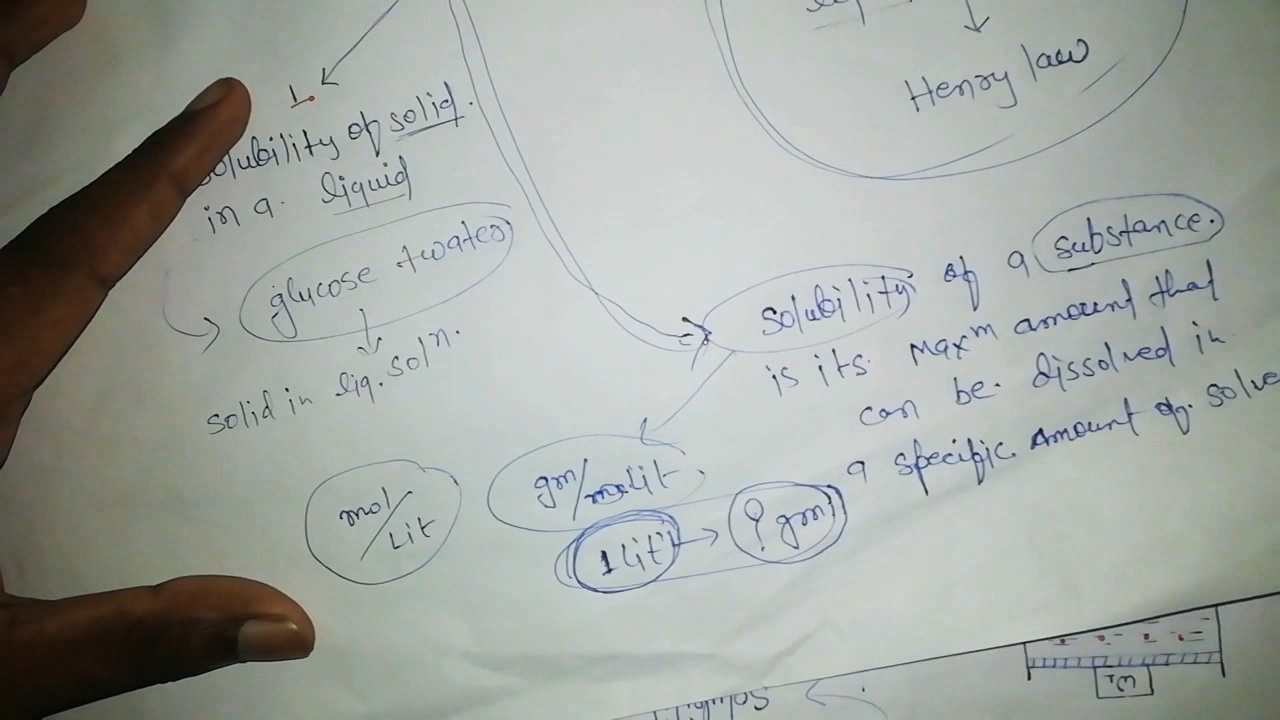 Henry law
1.
solubility of solid.
in a. liquid
glucose + water
solid in liq. solⁿ.
solubility of a substance.
is its. Maxᵐ amount that
can be. dissolved in
a specific. Amount of. solve
gm/Lit
mol/Lit
1 Lit → ? gm